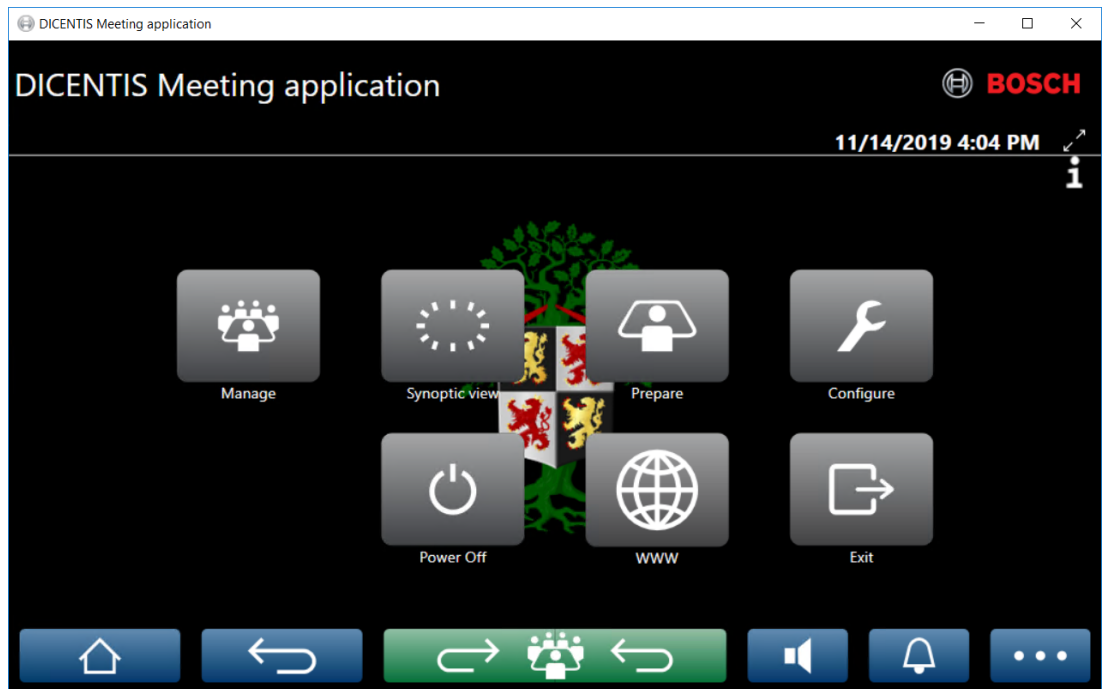 DICENTIS Meeting application
DICENTIS Meeting application
BOSCH
11/14/2019 4:04 PM
Manage
Synoptic view
Prepare
Configure
Power Off
WWW
Exit